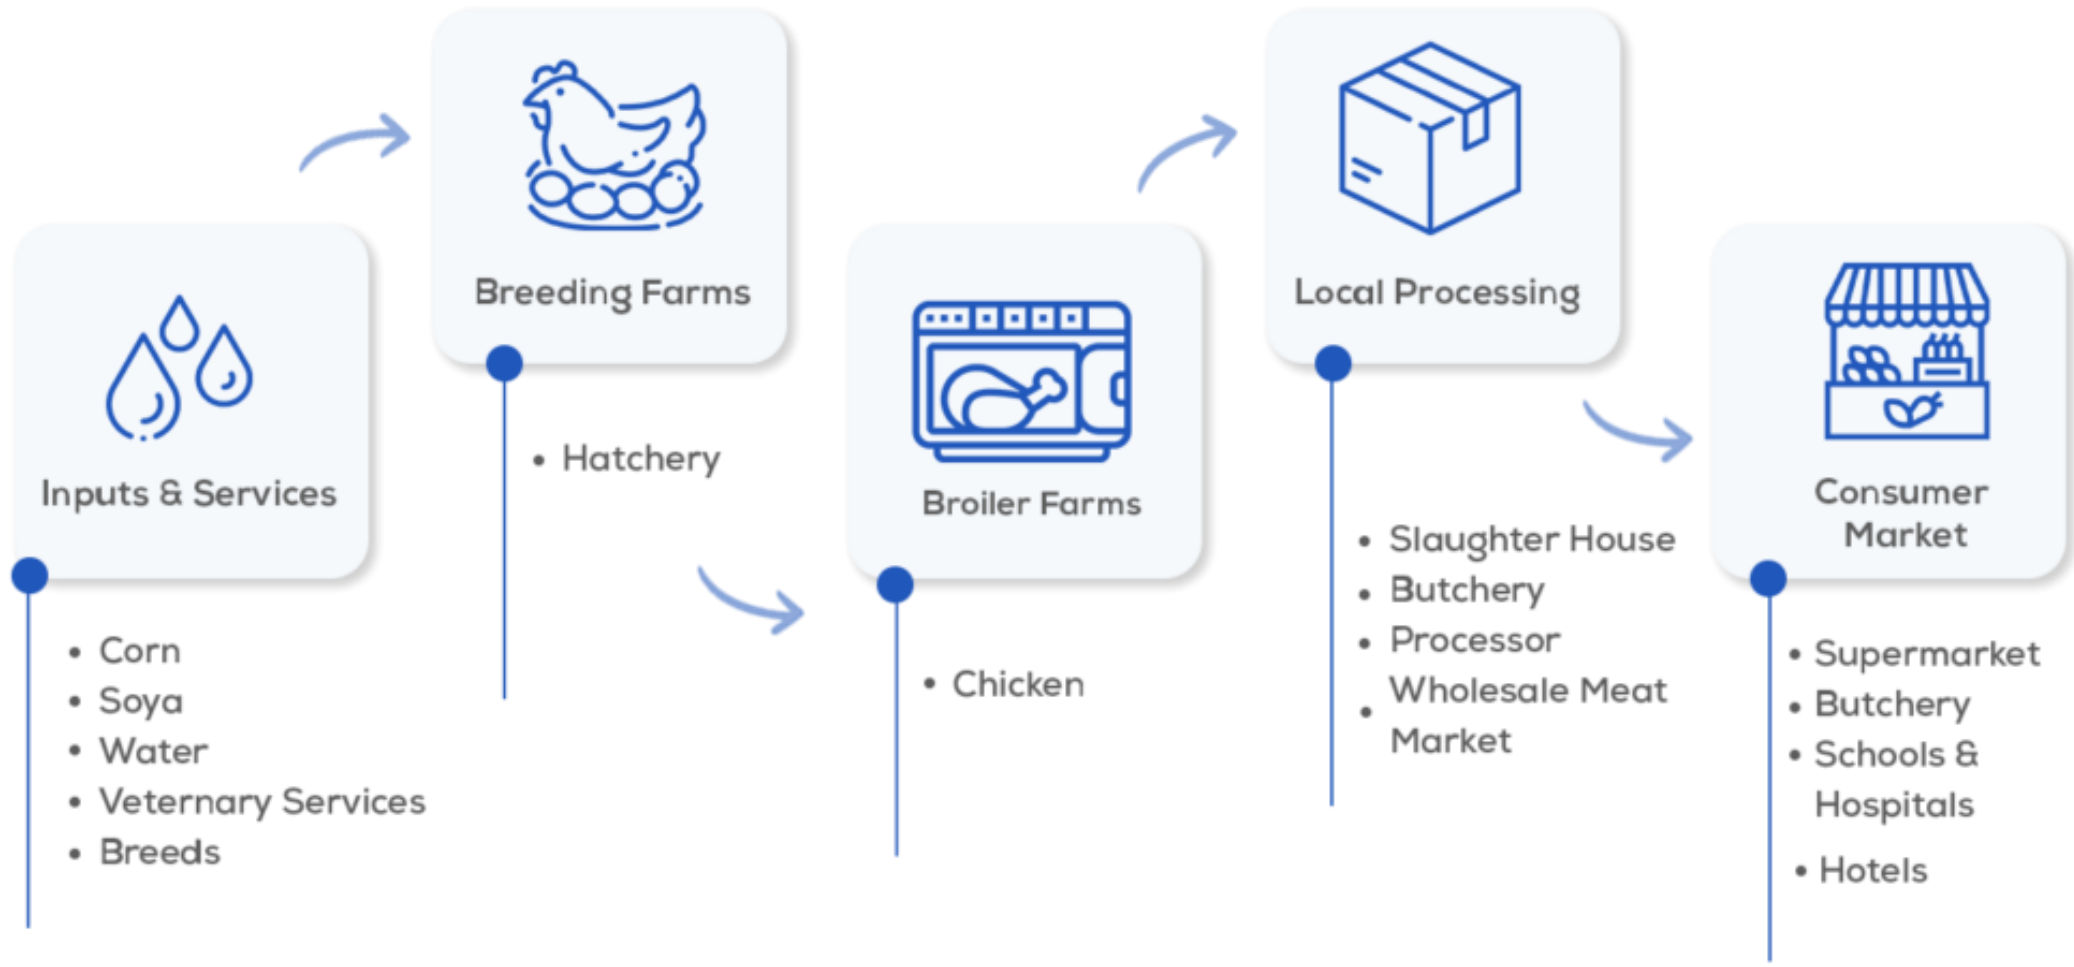 Inputs & Services
• Corn
• Soya
• Water
• Veternary Services
• Breeds
Breeding Farms
• Hatchery
Broiler Farms
• Chicken
Local Processing
• Slaughter House
• Butchery
• Processor
• Wholesale Meat
Market
Consumer
Market
• Supermarket
• Butchery
• Schools &
Hospitals
• Hotels